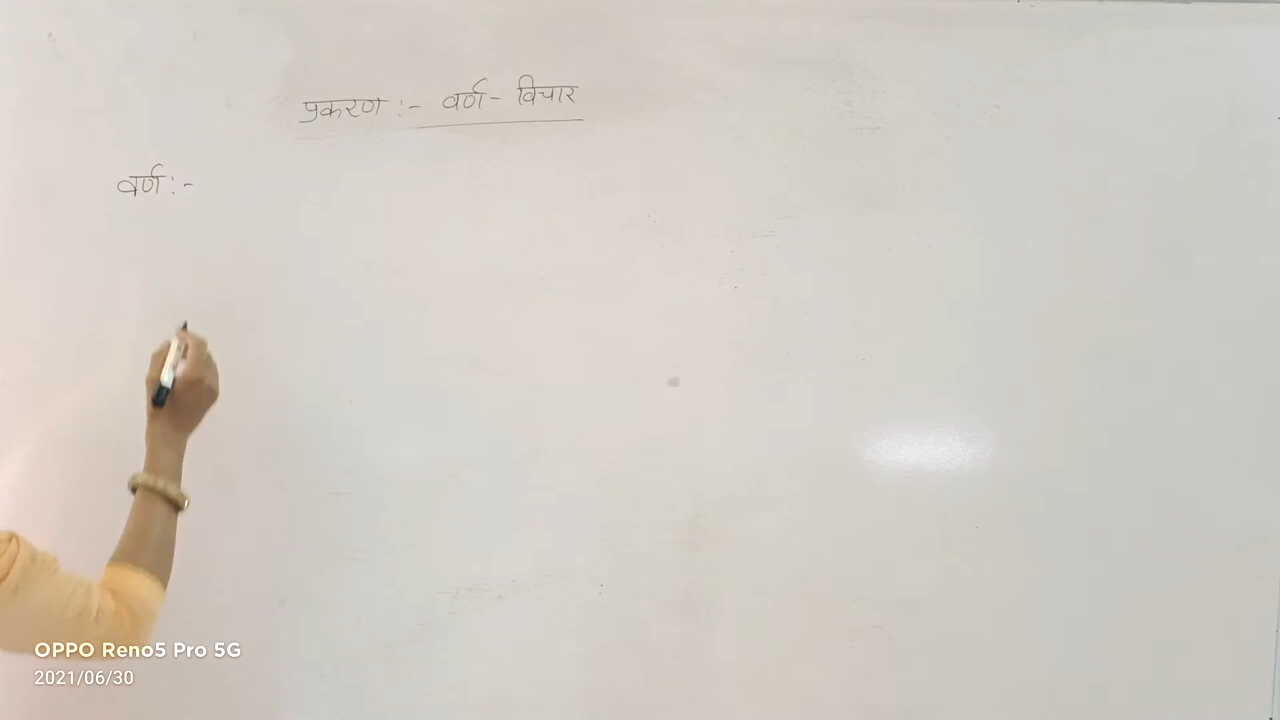 प्रकरण :- वर्ण - विचार
वर्ण :-
OPPO Reno5 Pro 5G
2021/06/30